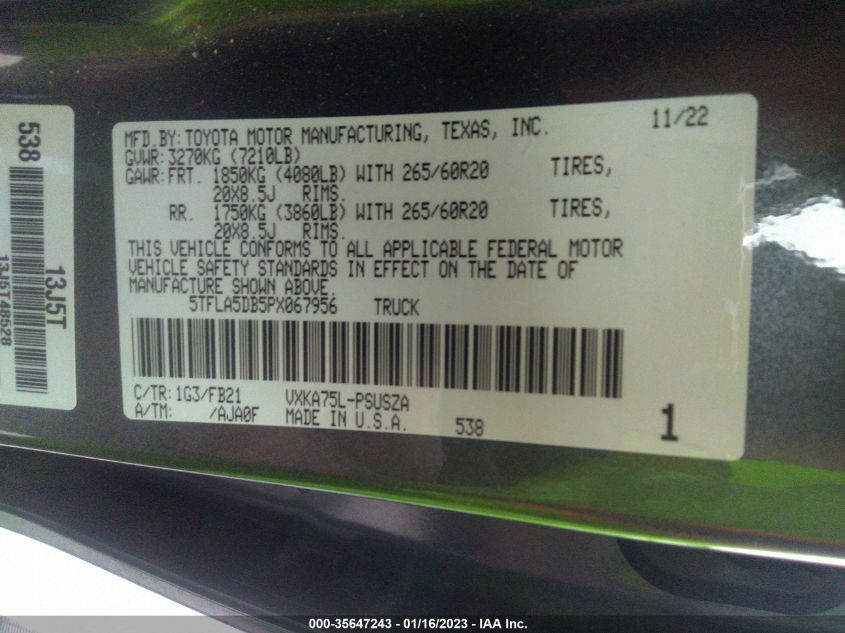 538
13J5T
13J5T48528
MFD.BY:TOYOTA MOTOR MANUFACTURING, TEXAS, INC. 11/22
GVWR:3270KG (7210LB)
GAWR:FRT. 1850KG (4080LB) WITH 265/60R20 TIRES,
20X8.5J RIMS.
RR. 1750KG (3860LB) WITH 265/60R20 TIRES,
20X8.5J RIMS.
THIS VEHICLE CONFORMS TO ALL APPLICABLE FEDERAL MOTOR
VEHICLE SAFETY STANDARDS IN EFFECT ON THE DATE OF
MANUFACTURE SHOWN ABOVE.
5TFLA5DB5PX067956 TRUCK
C/TR:1G3/FB21 VXKA75L-PSUSZA
A/TM: /AJA0F MADE IN U.S.A. 538 1
000-35647243 - 01/16/2023 - IAA Inc.